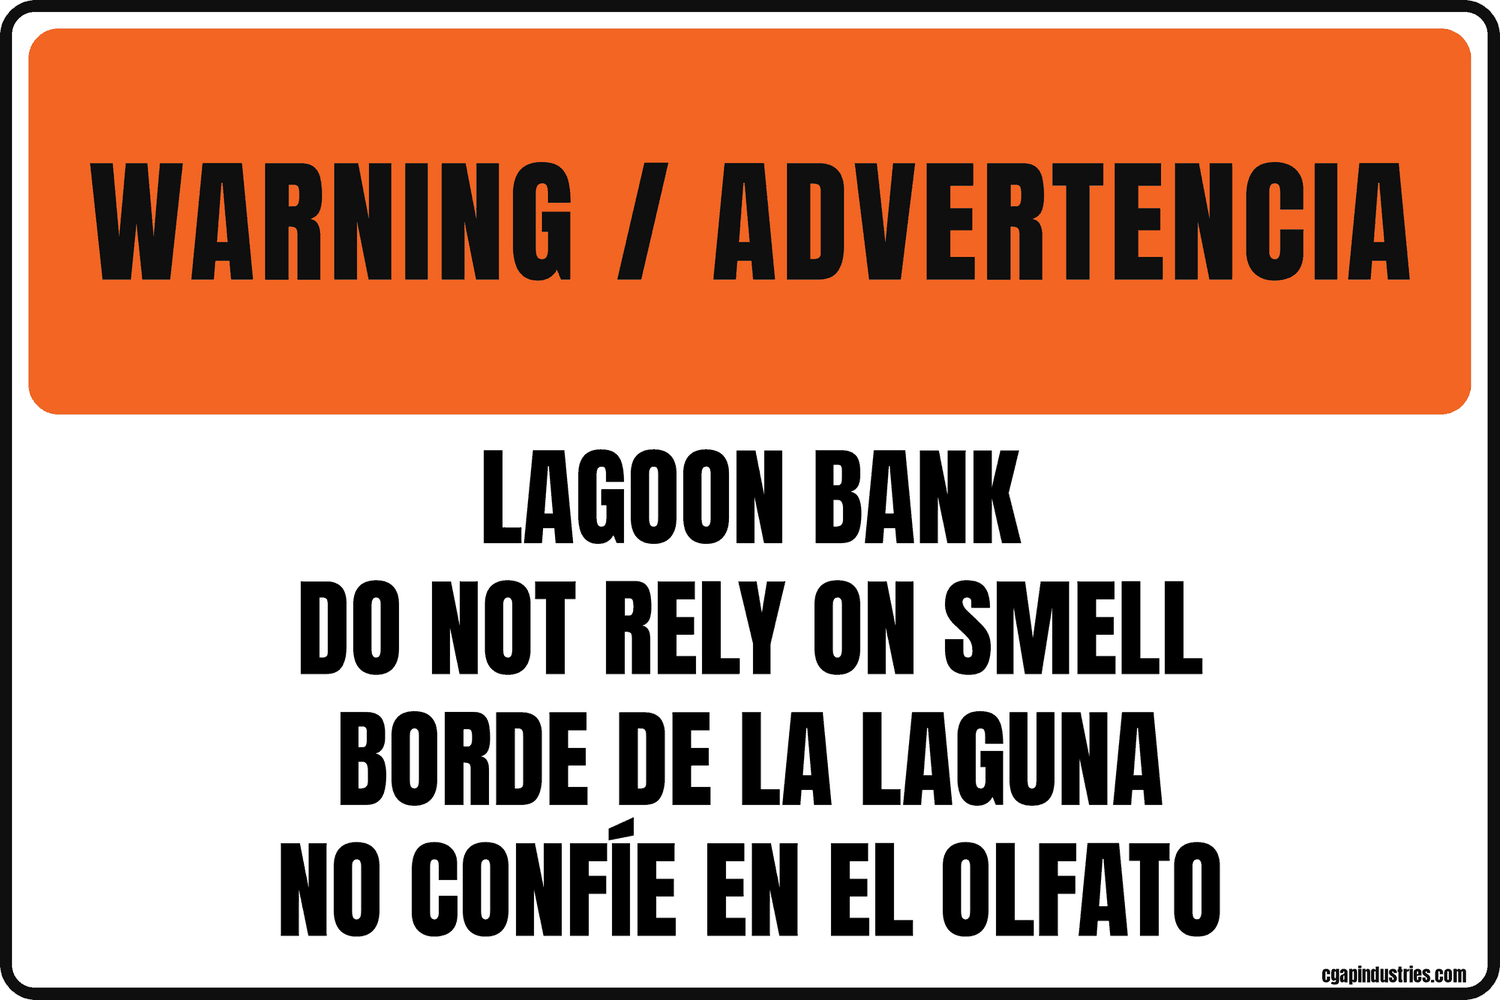 WARNING / ADVERTENCIA
LAGOON BANK
DO NOT RELY ON SMELL
BORDE DE LA LAGUNA
NO CONFÍE EN EL OLFATO
cgapindustries.com